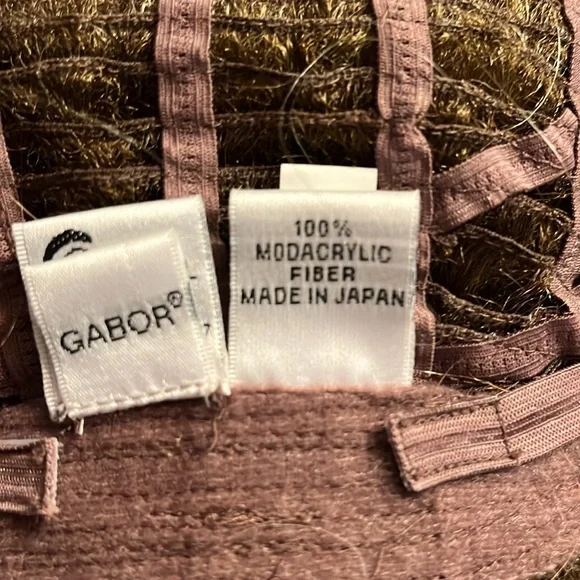 GABOR®
100%
MODACRYLIC
FIBER
MADE IN JAPAN